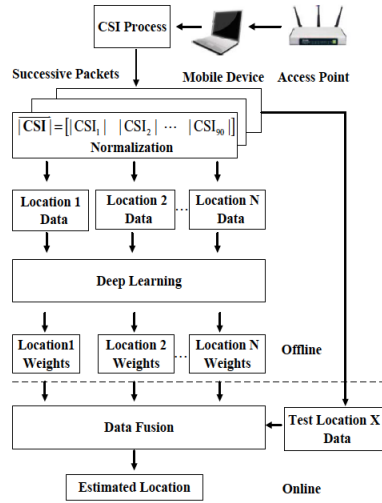 CSI Process
Successive Packets
Mobile Device
Access Point
|CSI| = [|CSI1| |CSI2| ⋯ |CSI90|]
Normalization
Location 1
Data
Location 2
Data
...
Location N
Data
Deep Learning
Location1
Weights
Location 2
Weights
...
Location N
Weights
Offline
Data Fusion
Test Location X
Data
Estimated Location
Online